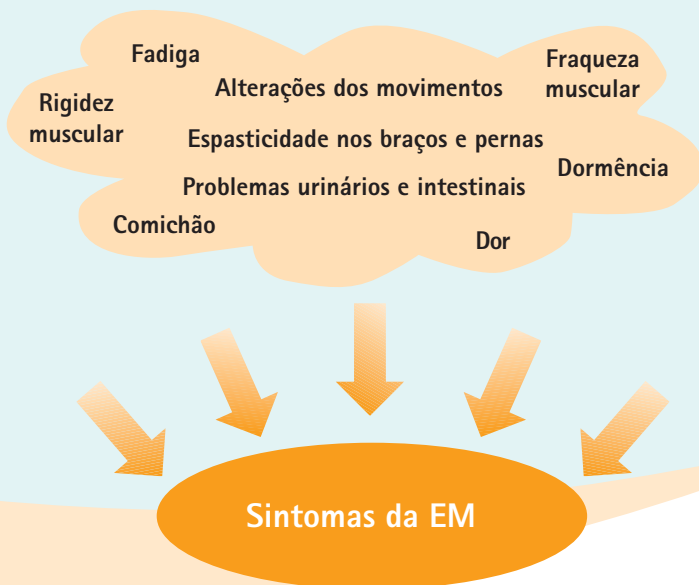 Fadiga
Fraqueza
muscular
Alterações dos movimentos
Rigidez
muscular
Espasticidade nos braços e pernas
Dormência
Problemas urinários e intestinais
Comichão
Dor
Sintomas da EM